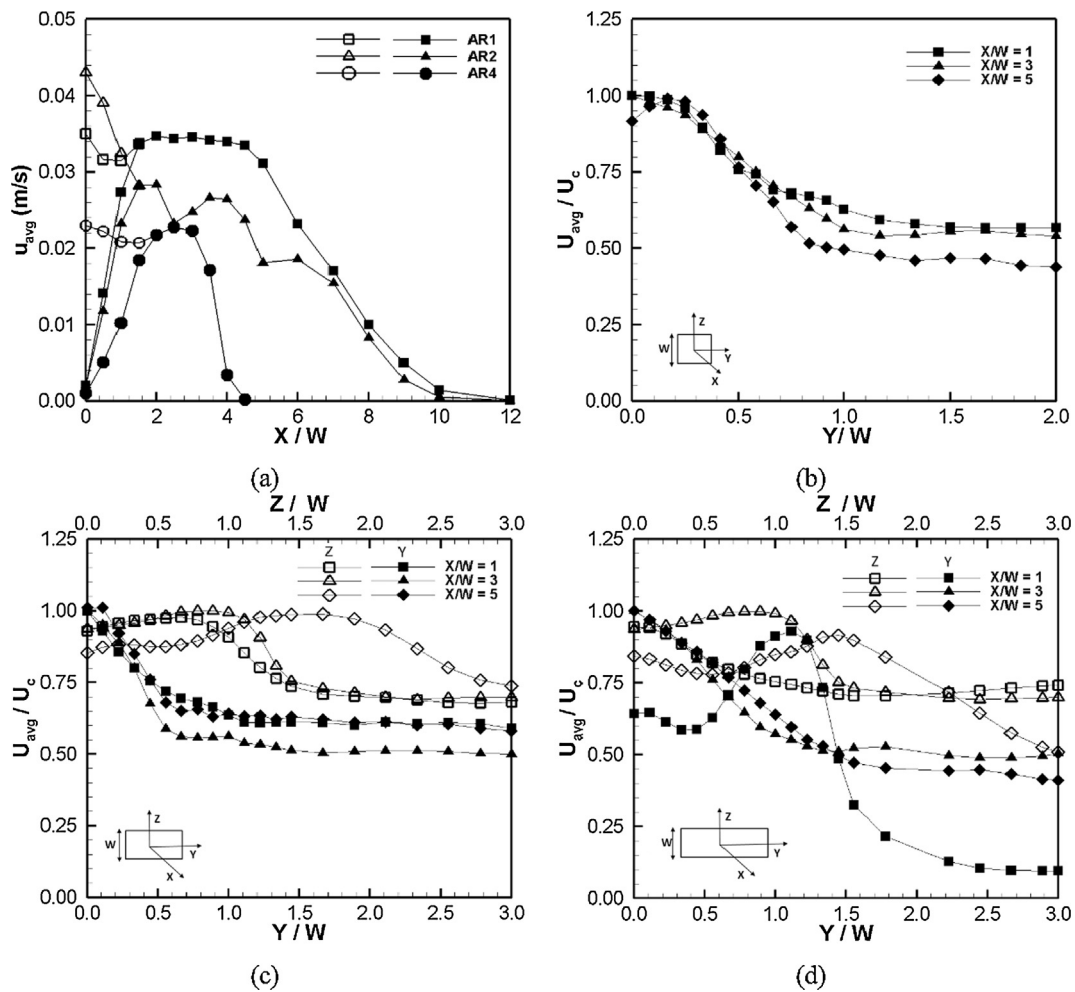 0.05
0.04
0.03
0.02
0.01
0.00
u_avg (m/s)
AR1
AR2
AR4
0 2 4 6 8 10 12
X / W
(a)
1.25
1.00
0.75
0.50
0.25
0.00
U_avg / U_c
X/W = 1
X/W = 3
X/W = 5
W
Z
Y
X
0.0 0.5 1.0 1.5 2.0
Y/ W
(b)
Z / W
0.0 0.5 1.0 1.5 2.0 2.5 3.0
1.25
1.00
0.75
0.50
0.25
0.00
U_avg / U_c
Z Y
X/W = 1
X/W = 3
X/W = 5
W
Z
Y
X
0.0 0.5 1.0 1.5 2.0 2.5 3.0
Y / W
(c)
Z / W
0.0 0.5 1.0 1.5 2.0 2.5 3.0
1.25
1.00
0.75
0.50
0.25
0.00
U_avg / U_c
Z Y
X/W = 1
X/W = 3
X/W = 5
W
Z
Y
X
0.0 0.5 1.0 1.5 2.0 2.5 3.0
Y / W
(d)